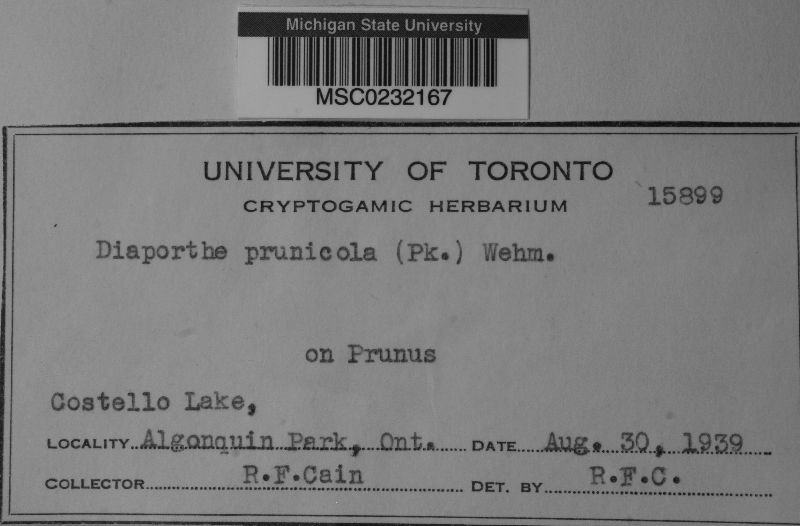 Michigan State University
MSC0232167
UNIVERSITY OF TORONTO
CRYPTOGAMIC HERBARIUM 15899
Diaporthe prunicola (Pk.) Wehm.
on Prunus
Costello Lake,
LOCALITY Algonquin Park, Ont. DATE Aug. 30, 1939
COLLECTOR R.F.Cain DET. BY R.F.C.